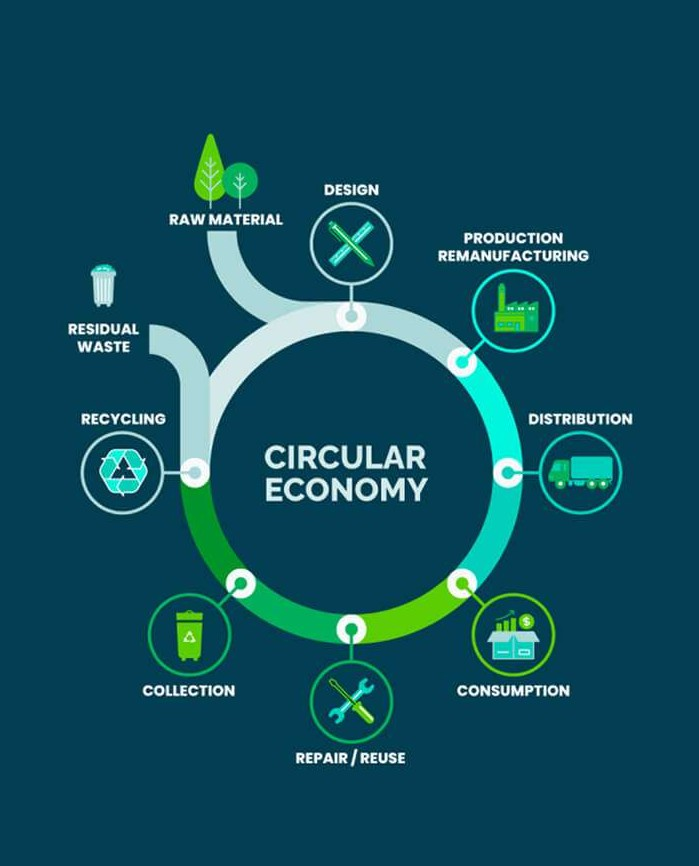 RAW MATERIAL
DESIGN
PRODUCTION
REMANUFACTURING
RESIDUAL
WASTE
RECYCLING
DISTRIBUTION
CIRCULAR
ECONOMY
$
COLLECTION
CONSUMPTION
REPAIR / REUSE